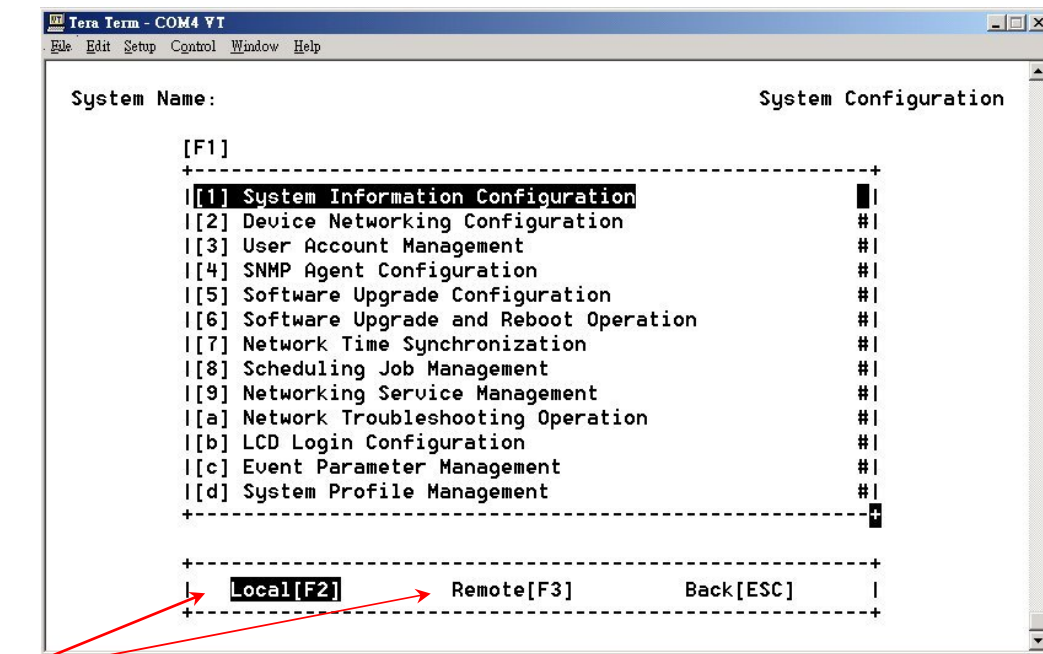 Tera Term - COM4 VT
File Edit Setup Control Window Help
System Name: System Configuration
[F1]
+-------------------------------------------------------+
|[1] System Information Configuration |
|[2] Device Networking Configuration #|
|[3] User Account Management #|
|[4] SNMP Agent Configuration #|
|[5] Software Upgrade Configuration #|
|[6] Software Upgrade and Reboot Operation #|
|[7] Network Time Synchronization #|
|[8] Scheduling Job Management #|
|[9] Networking Service Management #|
|[a] Network Troubleshooting Operation #|
|[b] LCD Login Configuration #|
|[c] Event Parameter Management #|
|[d] System Profile Management #|
+-------------------------------------------------------+
+-------------------------------------------------------+
| Local[F2] Remote[F3] Back[ESC] |
+-------------------------------------------------------+